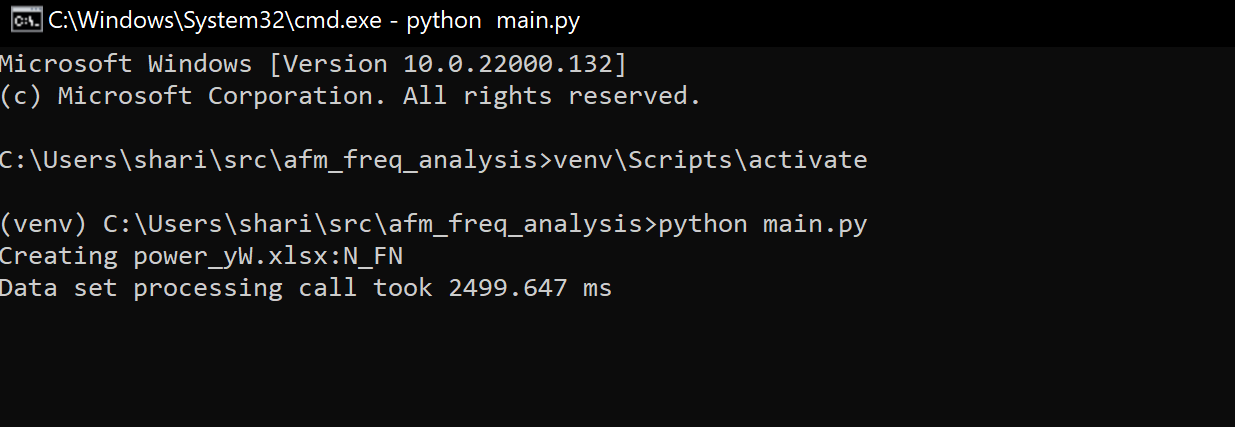 C:\Windows\System32\cmd.exe - python  main.py
Microsoft Windows [Version 10.0.22000.132]
(c) Microsoft Corporation. All rights reserved.
C:\Users\shari\src\afm_freq_analysis>venv\Scripts\activate
(venv) C:\Users\shari\src\afm_freq_analysis>python main.py
Creating power_yW.xlsx:N_FN
Data set processing call took 2499.647 ms